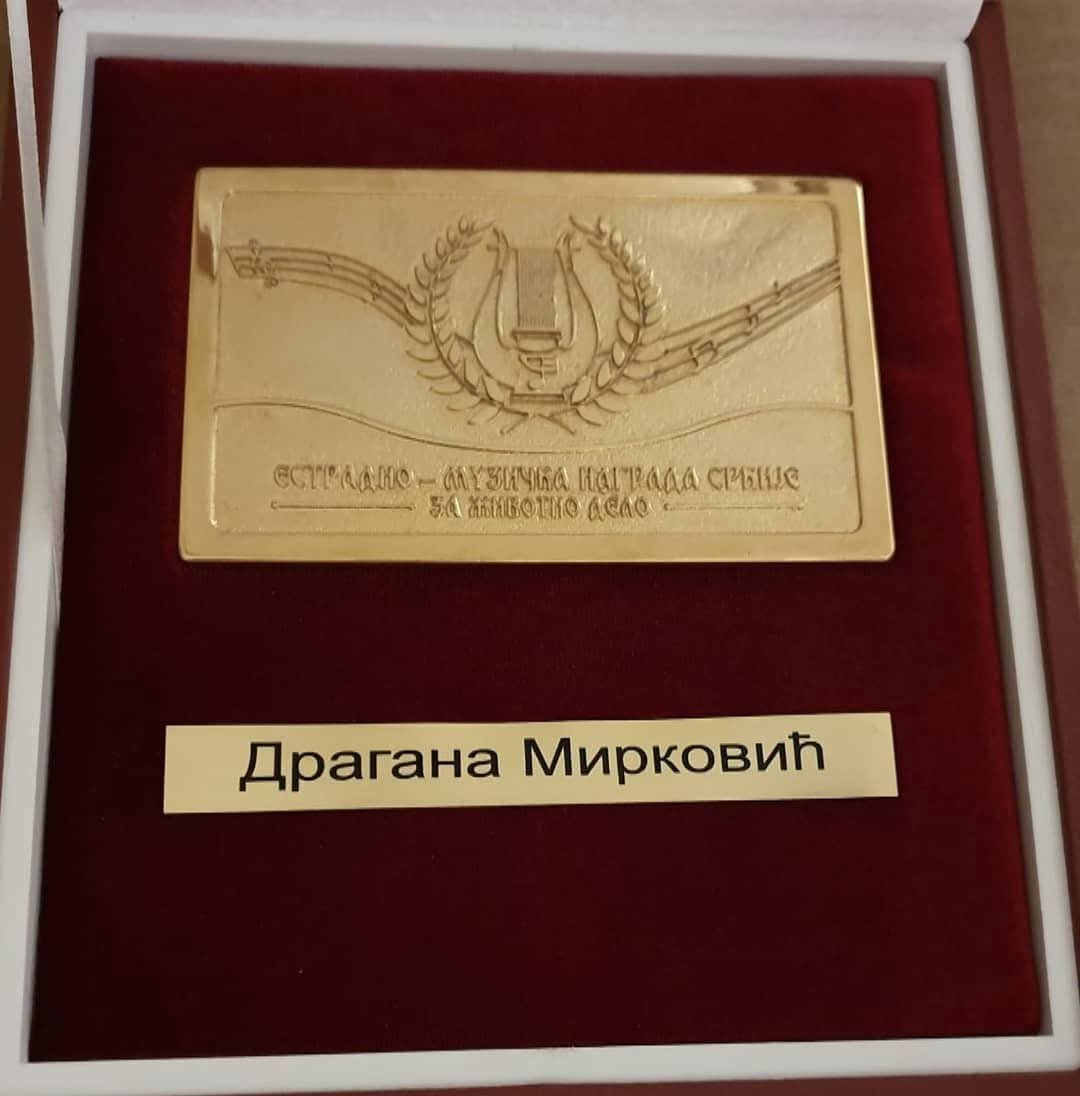 ЕСТРАДНО – МУЗИЧКА НАГРАДА СРБИЈЕ
ЗА ЖИВОТНО ДЕЛО
Драгана Мирковић